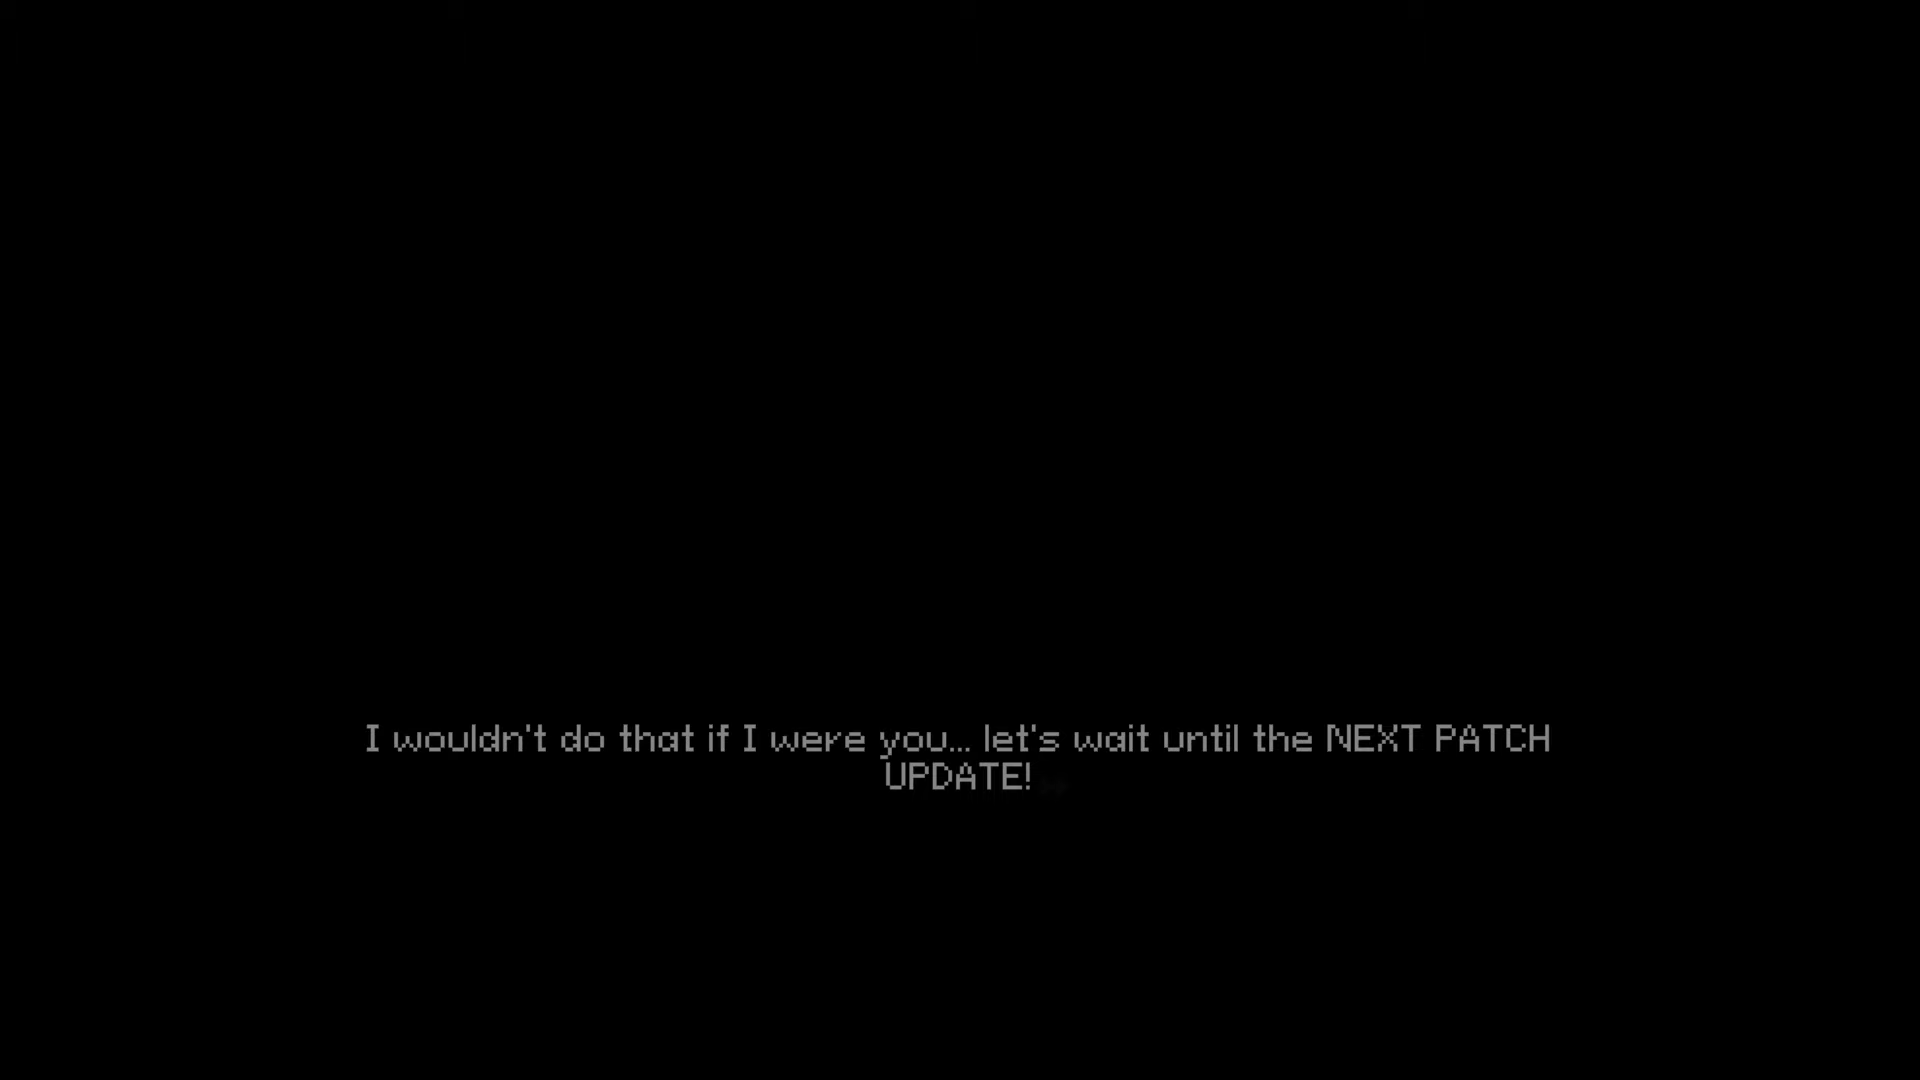 I wouldn't do that if I were you... let's wait until the NEXT PATCH
UPDATE!